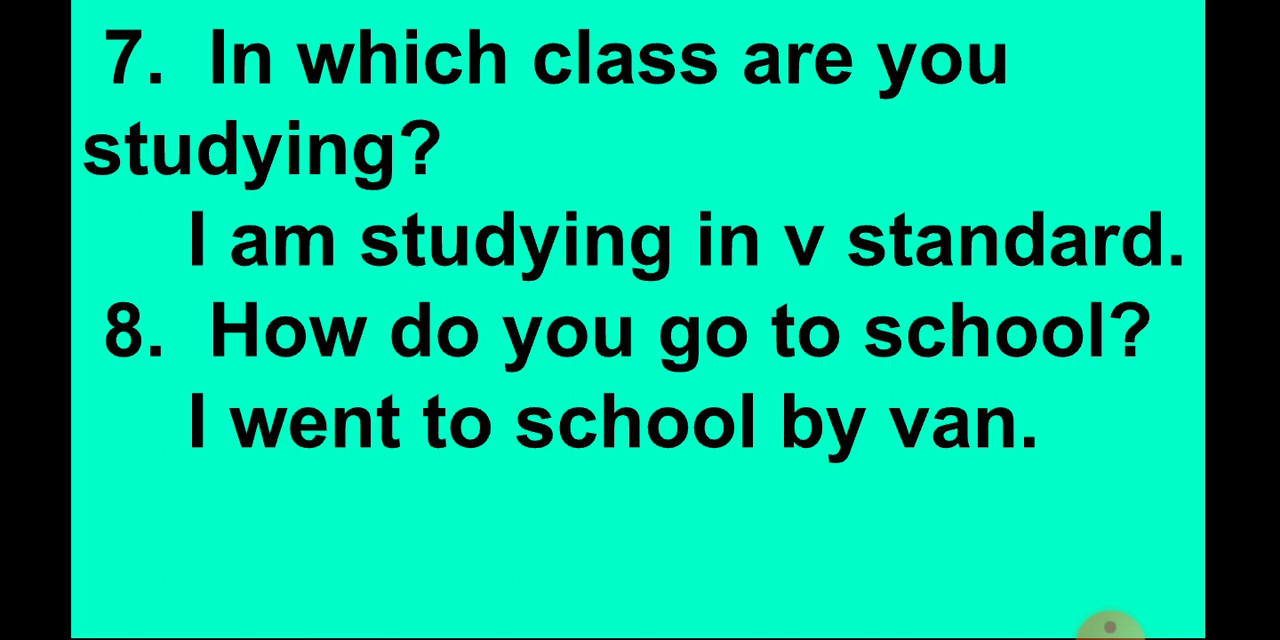 7. In which class are you
studying?
I am studying in v standard.
8. How do you go to school?
I went to school by van.